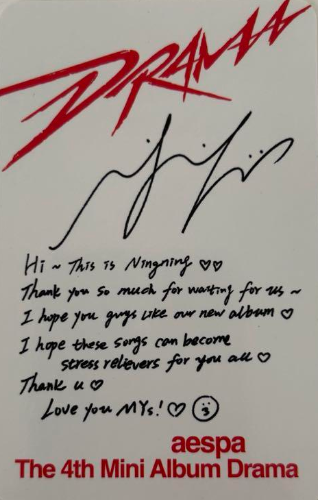 DRAMA
Hi ~ This is Ningning ♡♡
Thank you so much for waiting for us ~
I hope you guys like our new album ♡
I hope these songs can become
stress relievers for you all ♡
Thank u ♡
Love you MYs! ♡ ☺
aespa
The 4th Mini Album Drama